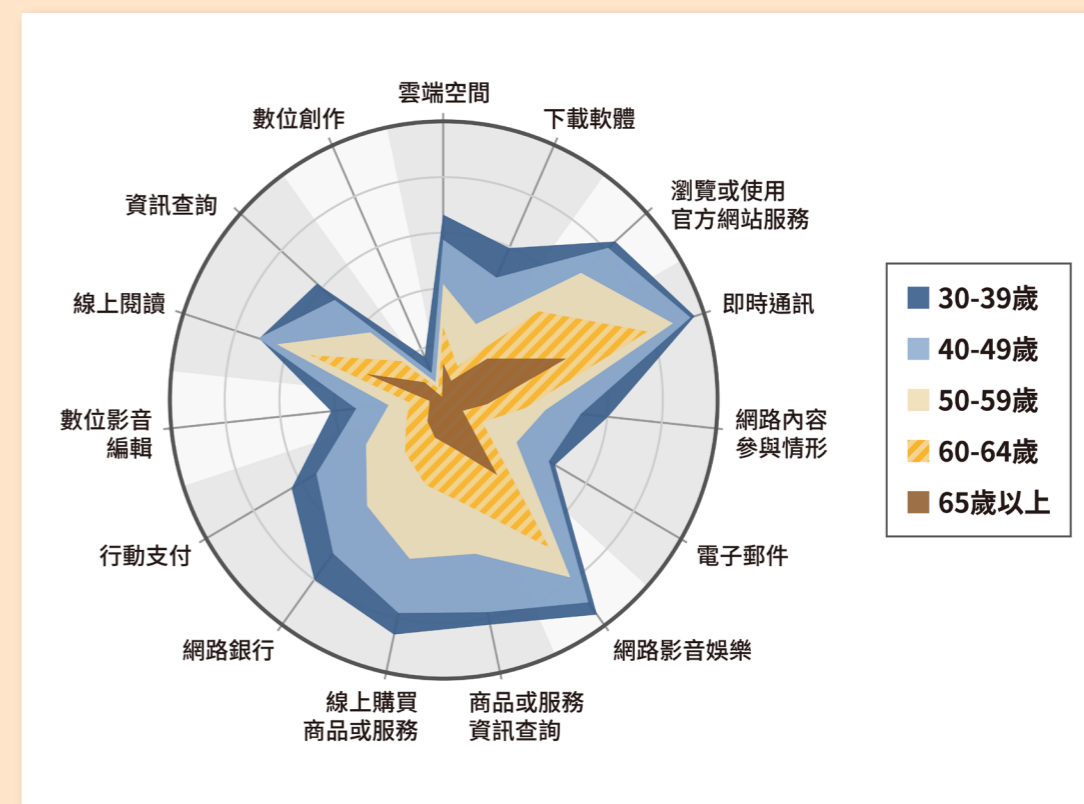 雲端空間
下載軟體
瀏覽或使用
官方網站服務
即時通訊
網路內容
參與情形
電子郵件
網路影音娛樂
商品或服務
資訊查詢
線上購買
商品或服務
網路銀行
行動支付
數位影音
編輯
線上閱讀
資訊查詢
數位創作
30-39歲
40-49歲
50-59歲
60-64歲
65歲以上